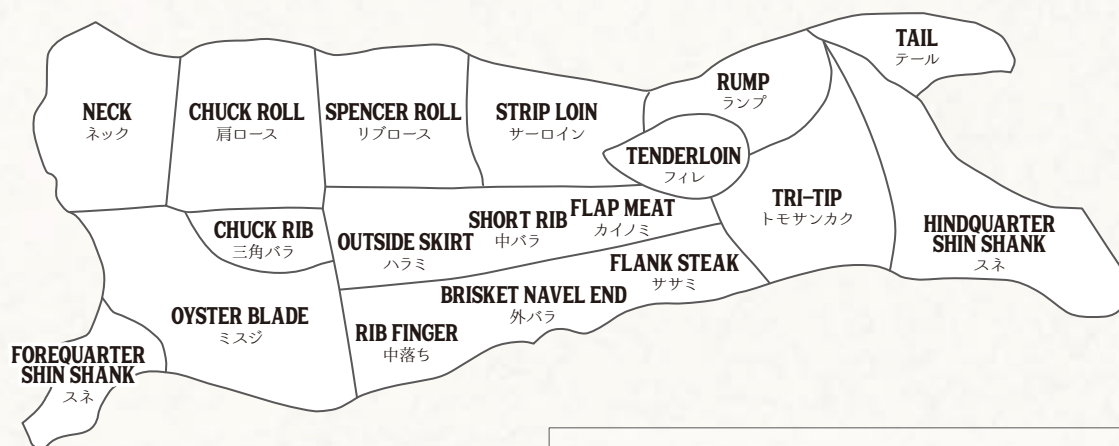 NECK
ネック
CHUCK ROLL
肩ロース
SPENCER ROLL
リブロース
STRIP LOIN
サーロイン
RUMP
ランプ
TAIL
テール
TENDERLOIN
フィレ
TRI-TIP
トモサンカク
HINDQUARTER
SHIN SHANK
スネ
CHUCK RIB
三角バラ
OUTSIDE SKIRT
ハラミ
SHORT RIB
中バラ
FLAP MEAT
カイノミ
FLANK STEAK
ササミ
BRISKET NAVEL END
外バラ
RIB FINGER
中落ち
OYSTER BLADE
ミスジ
FOREQUARTER
SHIN SHANK
スネ